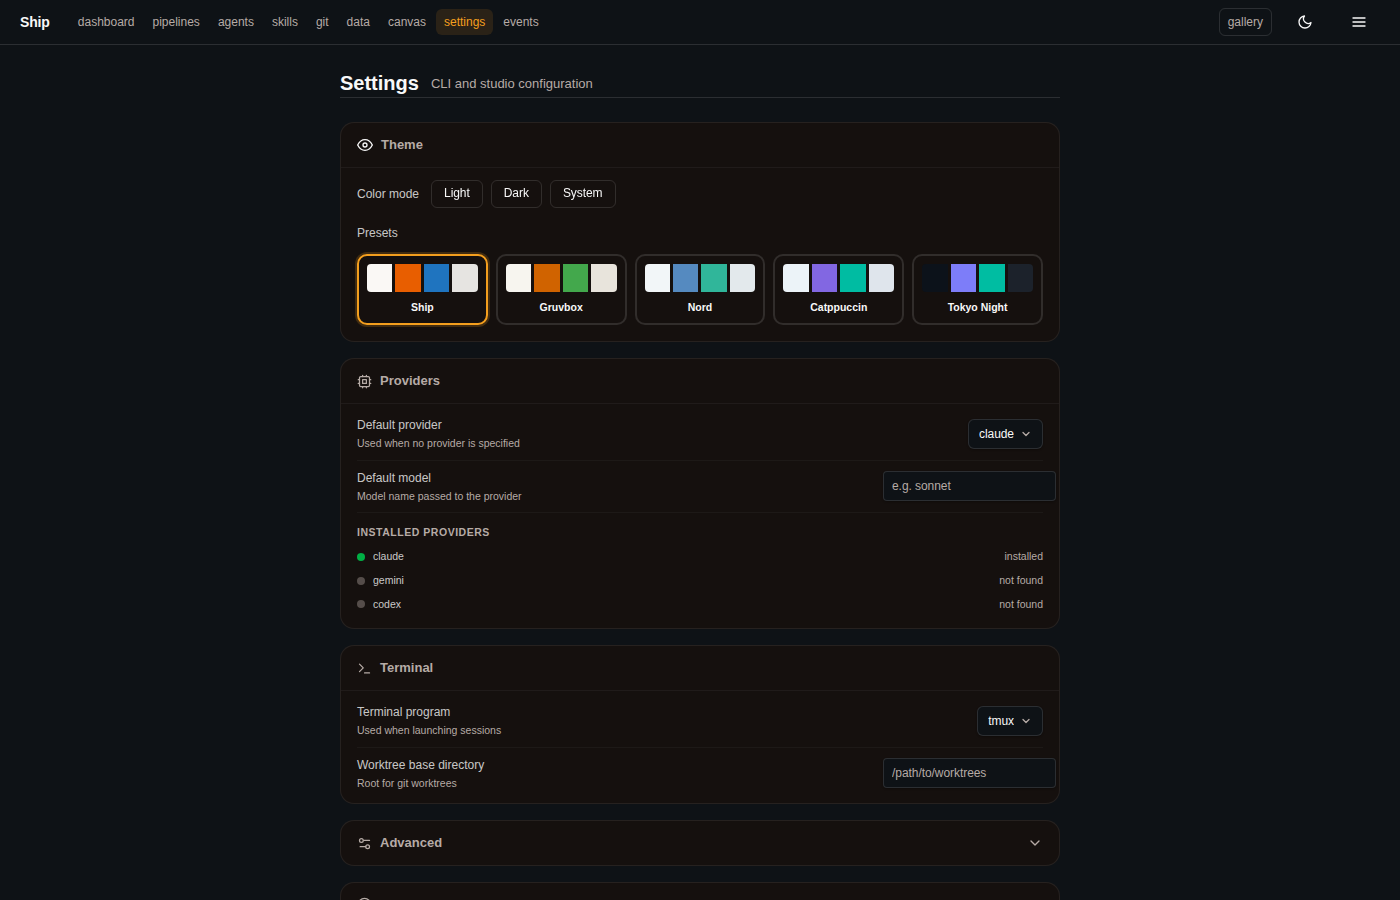 Ship dashboard pipelines agents skills git data canvas settings events gallery
Settings CLI and studio configuration
Theme
Color mode Light Dark System
Presets
Ship Gruvbox Nord Catppuccin Tokyo Night
Providers
Default provider
Used when no provider is specified
claude
Default model
Model name passed to the provider
e.g. sonnet
INSTALLED PROVIDERS
claude installed
gemini not found
codex not found
Terminal
Terminal program
Used when launching sessions
tmux
Worktree base directory
Root for git worktrees
/path/to/worktrees
Advanced